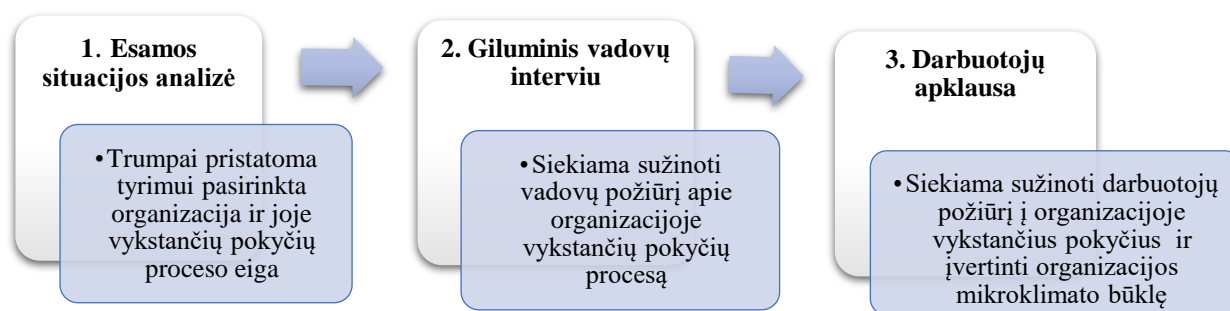 1. Esamos
situacijos analizė
•Trumpai pristatoma
tyrimui pasirinkta
organizacija ir joje
vykstančių pokyčių
proceso eiga
2. Giluminis vadovų
interviu
•Siekiama sužinoti
vadovų požiūrį apie
organizacijoje
vykstančių pokyčių
procesą
3. Darbuotojų
apklausa
•Siekiama sužinoti darbuotojų
požiūrį į organizacijoje
vykstančius pokyčius ir
įvertinti organizacijos
mikroklimato būklę